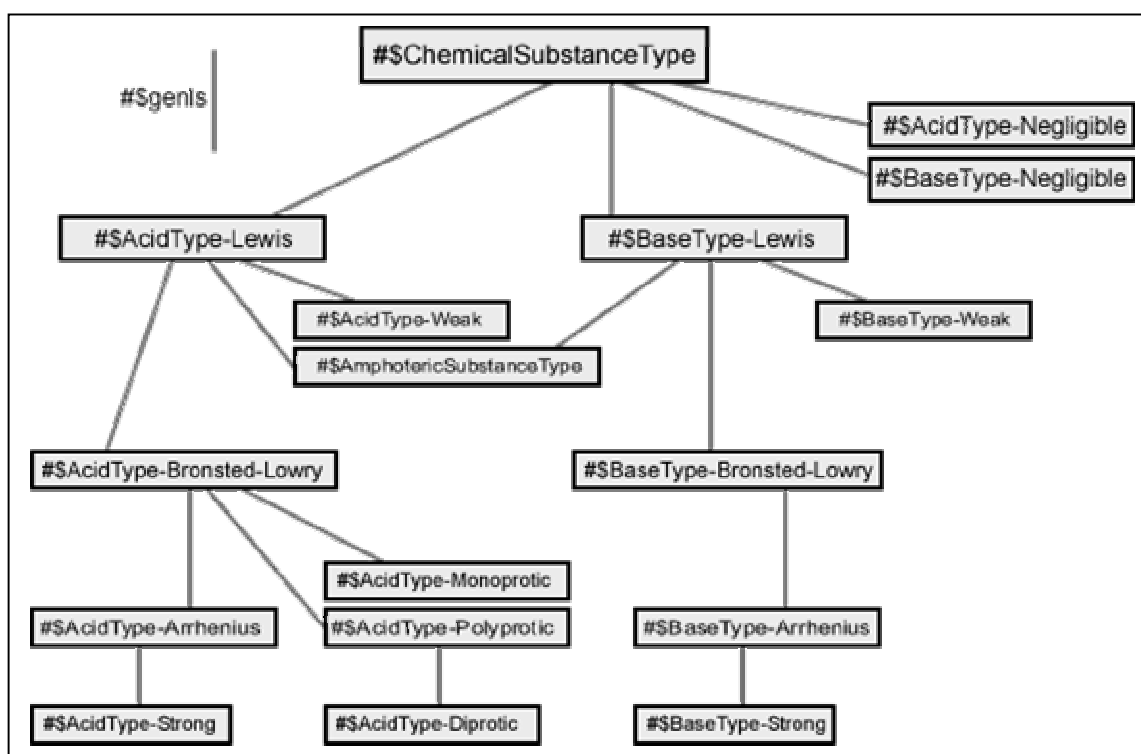 #$ChemicalSubstanceType
#$genls
#$AcidType-Negligible
#$BaseType-Negligible
#$AcidType-Lewis
#$BaseType-Lewis
#$AcidType-Weak
#$BaseType-Weak
#$AmphotericSubstanceType
#$AcidType-Bronsted-Lowry
#$BaseType-Bronsted-Lowry
#$AcidType-Monoprotic
#$AcidType-Arrhenius
#$AcidType-Polyprotic
#$BaseType-Arrhenius
#$AcidType-Strong
#$AcidType-Diprotic
#$BaseType-Strong